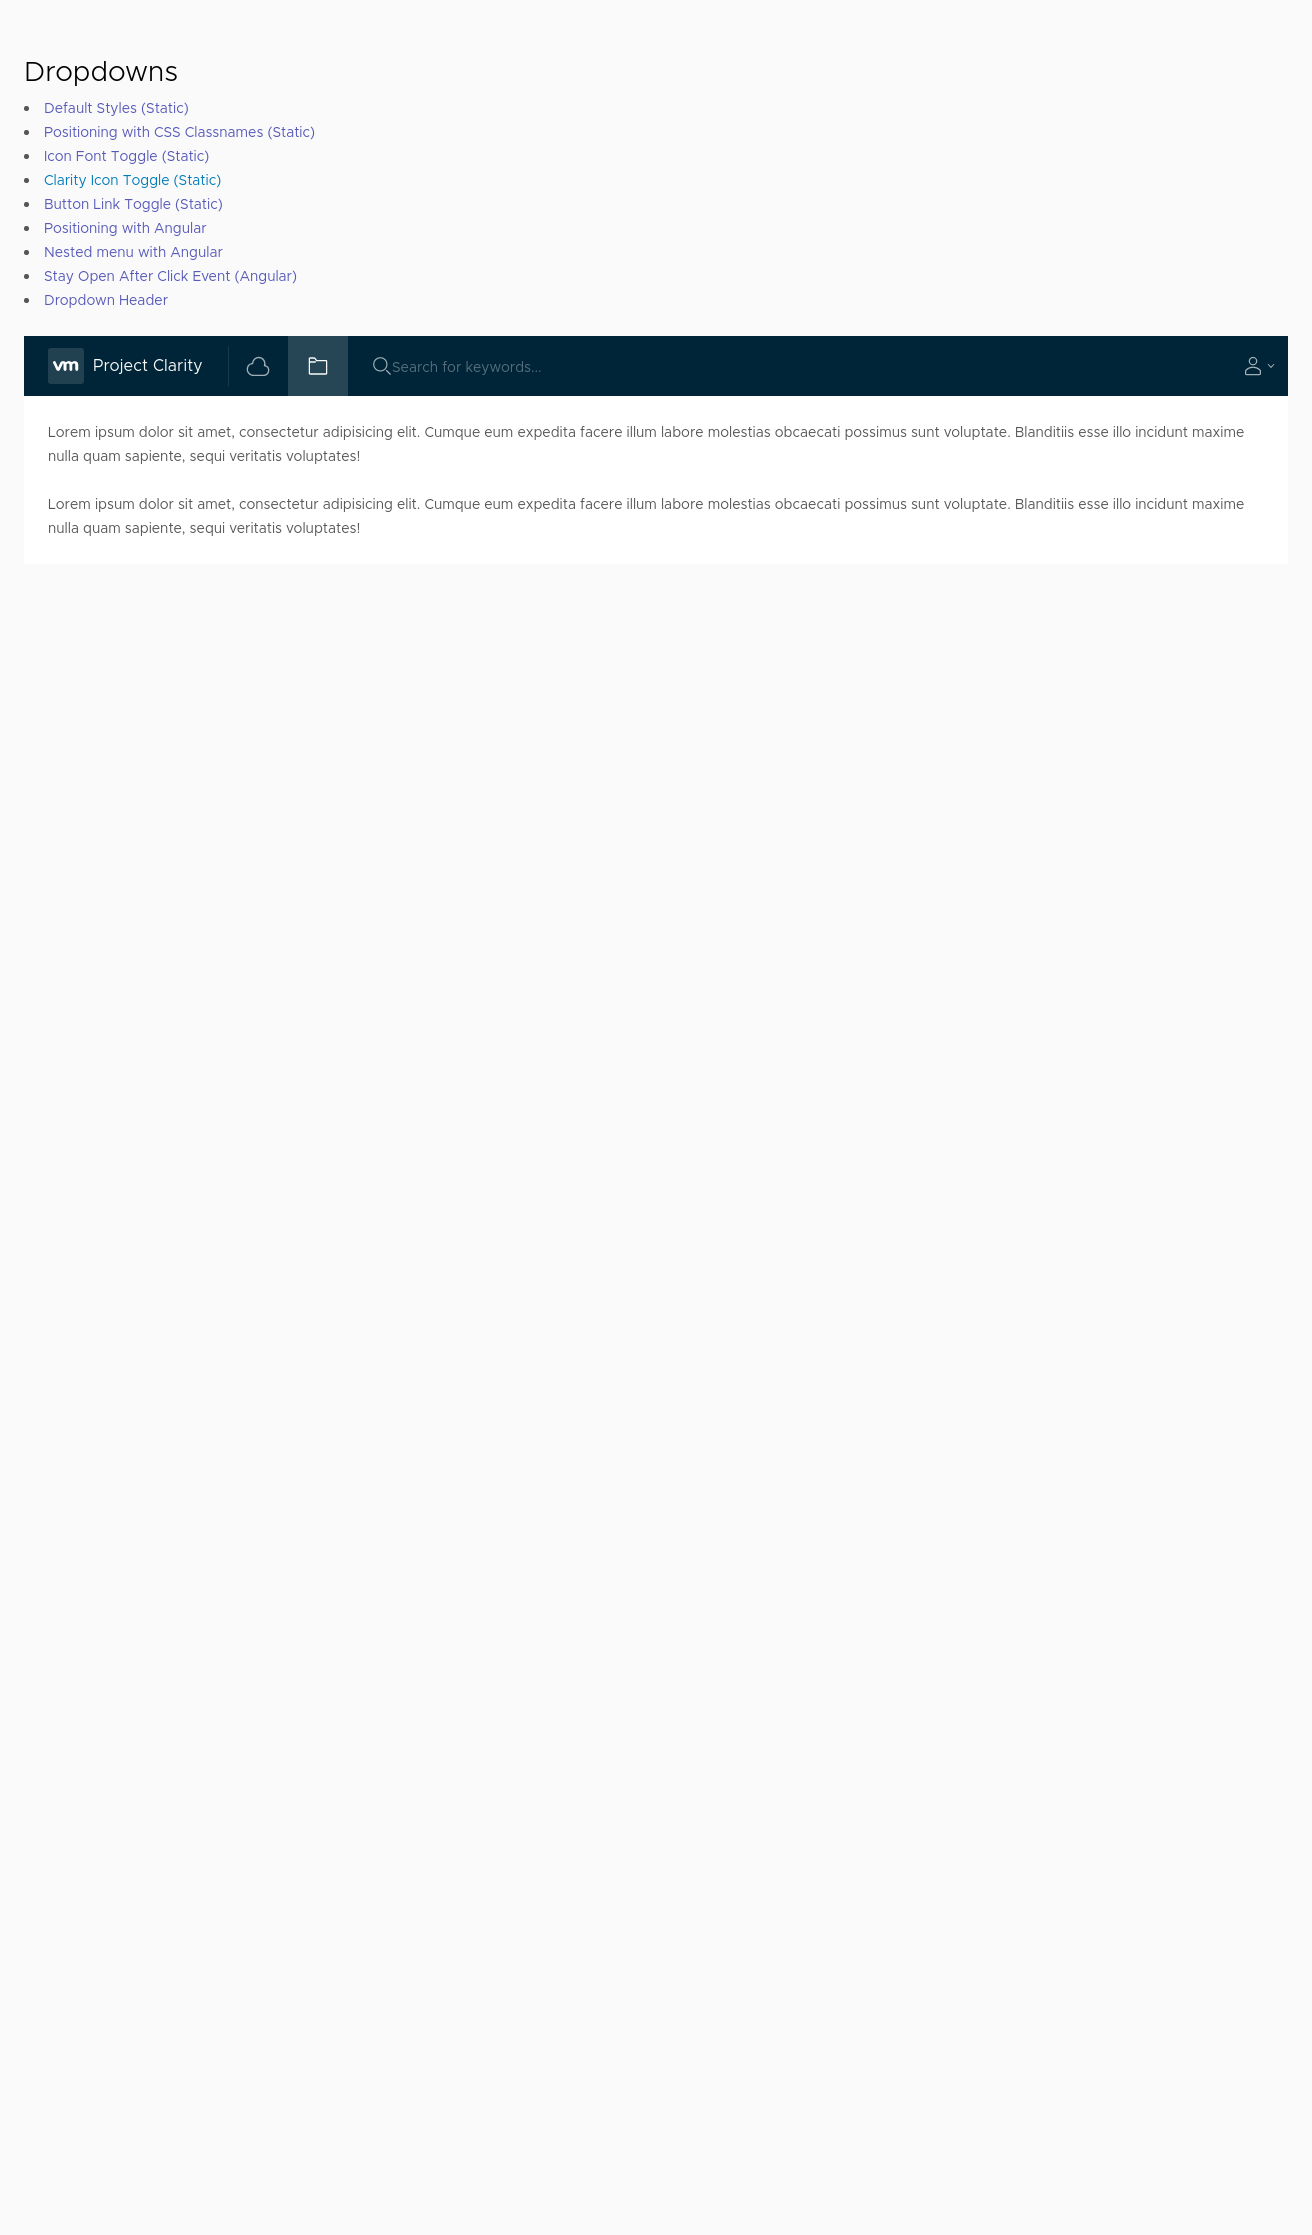 Dropdowns
Default Styles (Static)
Positioning with CSS Classnames (Static)
Icon Font Toggle (Static)
Clarity Icon Toggle (Static)
Button Link Toggle (Static)
Positioning with Angular
Nested menu with Angular
Stay Open After Click Event (Angular)
Dropdown Header
vm Project Clarity Search for keywords...
Lorem ipsum dolor sit amet, consectetur adipisicing elit. Cumque eum expedita facere illum labore molestias obcaecati possimus sunt voluptate. Blanditiis esse illo incidunt maxime
nulla quam sapiente, sequi veritatis voluptates!
Lorem ipsum dolor sit amet, consectetur adipisicing elit. Cumque eum expedita facere illum labore molestias obcaecati possimus sunt voluptate. Blanditiis esse illo incidunt maxime
nulla quam sapiente, sequi veritatis voluptates!